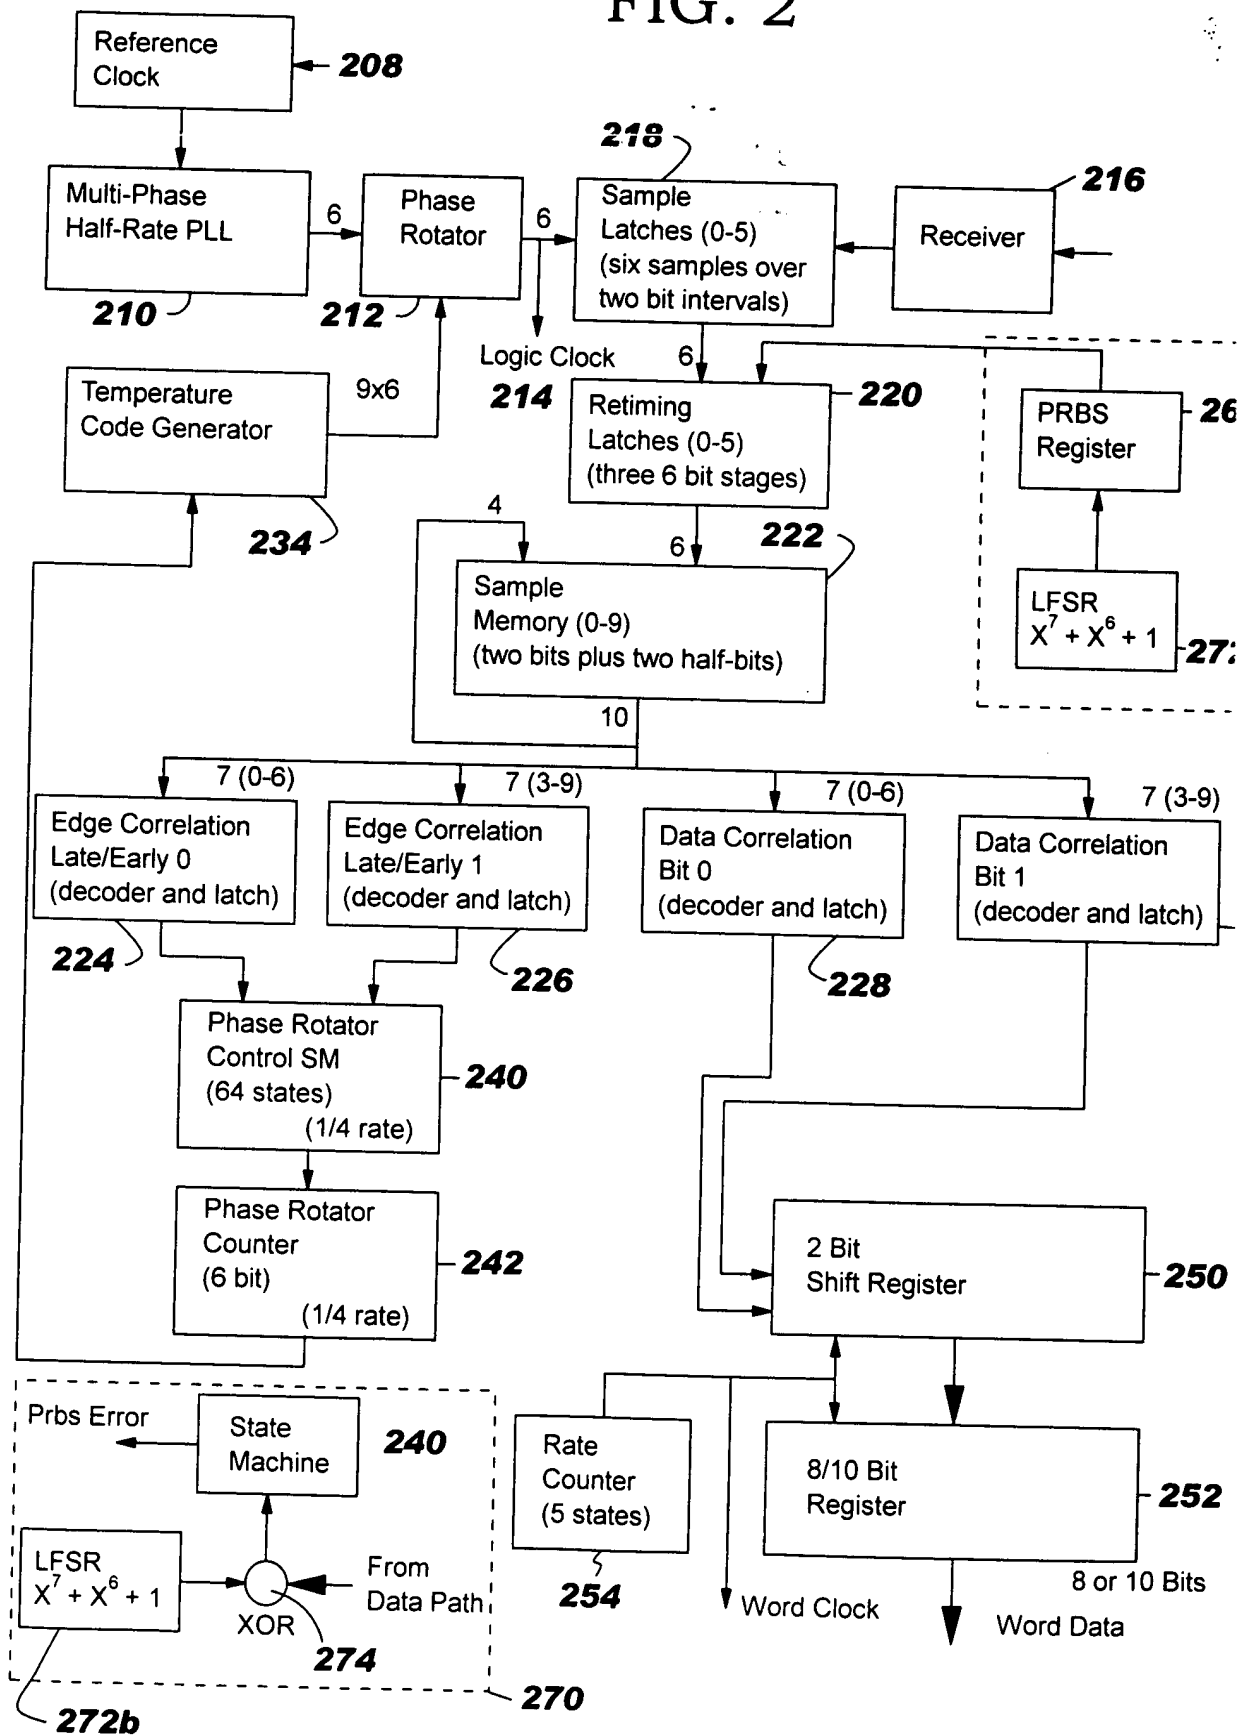 FIG. 2
Reference
Clock
208
218
216
Multi-Phase
Half-Rate PLL
6
Phase
Rotator
6
Sample
Latches (0-5)
(six samples over
two bit intervals)
Receiver
210
212
Logic Clock
214
6
Temperature
Code Generator
9x6
234
Retiming
Latches (0-5)
(three 6 bit stages)
220
PRBS
Register
26
4
6
222
Sample
Memory (0-9)
(two bits plus two half-bits)
LFSR
X^7 + X^6 + 1
272
10
7 (0-6)
7 (3-9)
7 (0-6)
7 (3-9)
Edge Correlation
Late/Early 0
(decoder and latch)
Edge Correlation
Late/Early 1
(decoder and latch)
Data Correlation
Bit 0
(decoder and latch)
Data Correlation
Bit 1
(decoder and latch)
224
226
228
Phase Rotator
Control SM
(64 states)
(1/4 rate)
240
Phase Rotator
Counter
(6 bit)
(1/4 rate)
242
2 Bit
Shift Register
250
Prbs Error
State
Machine
240
Rate
Counter
(5 states)
254
8/10 Bit
Register
252
LFSR
X^7 + X^6 + 1
XOR
From
Data Path
274
8 or 10 Bits
Word Clock
Word Data
270
272b